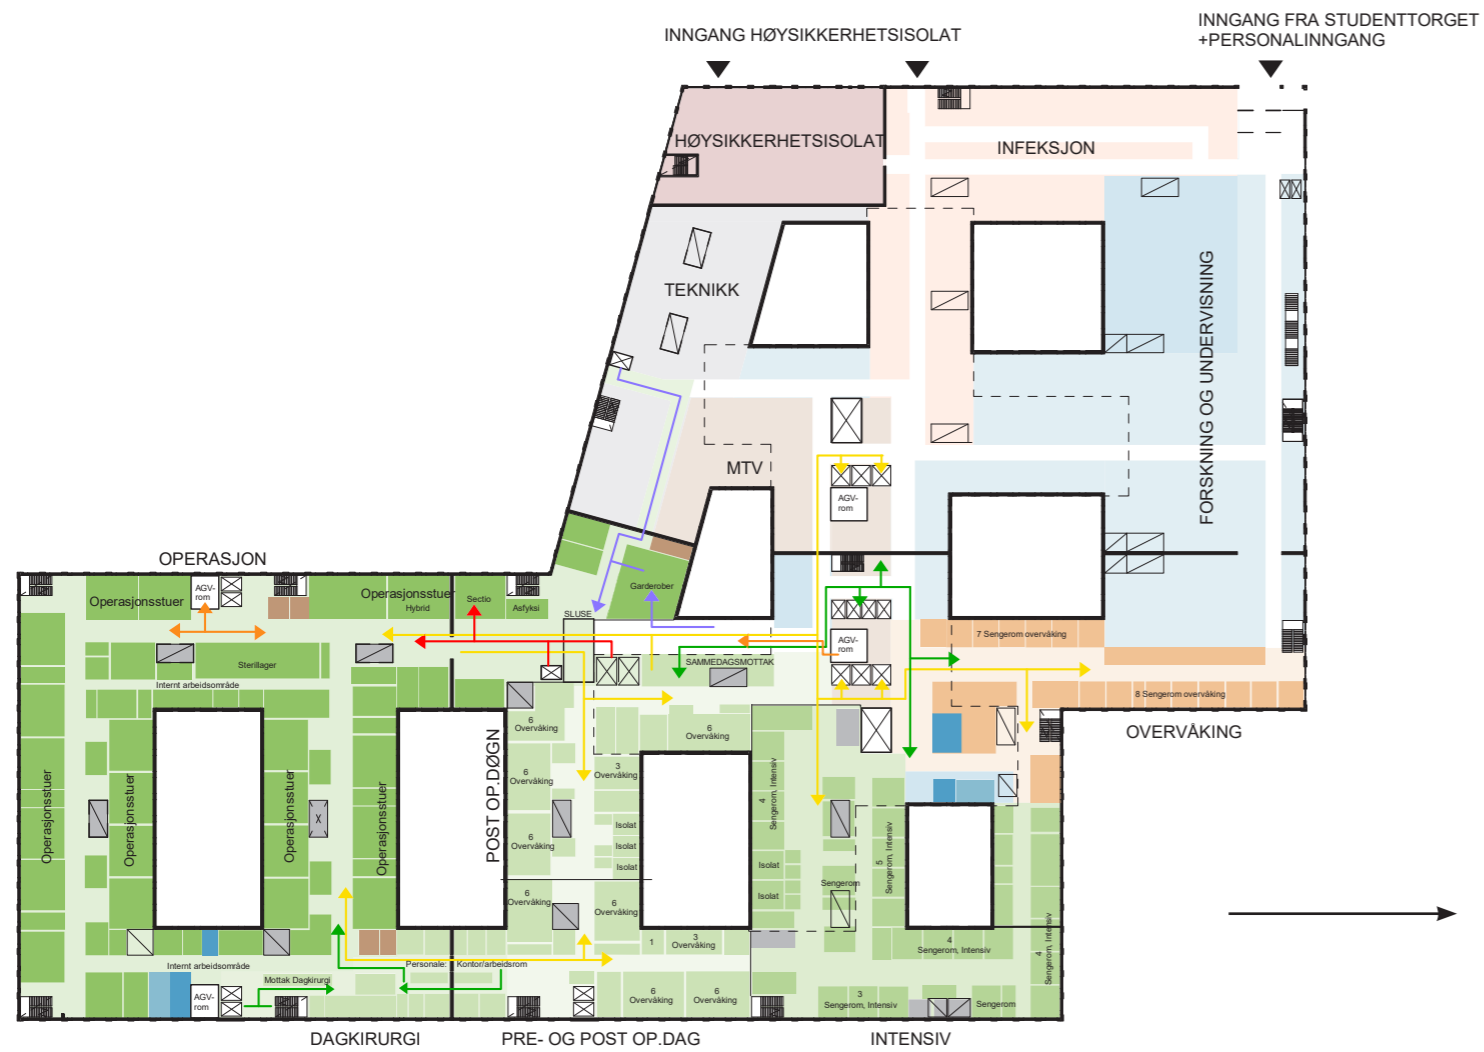 INNGANG HØYSIKKERHETSISOLAT
INNGANG FRA STUDENTTORGET
+PERSONALINNGANG
HØYSIKKERHETSISOLAT
INFEKSJON
TEKNIKK
FORSKNING OG UNDERVISNING
MTV
AGV-
rom
OPERASJON
Operasjonsstuer
AGV-
rom
Operasjonsstuer
Hybrid
Sectio
Asfyksi
Garderober
SLUSE
AGV-
rom
7 Sengerom overvåking
Sterillager
Internt arbeidsområde
SAMMEDAGSMOTTAK
8 Sengerom overvåking
OVERVÅKING
6
Overvåking
6
Overvåking
6
Overvåking
3
Overvåking
4
Sengerom, Intensiv
Operasjonsstuer
Operasjonsstuer
Operasjonsstuer
Operasjonsstuer
POST OP.DØGN
6
Overvåking
Isolat
Isolat
Isolat
5
Sengerom, Intensiv
Isolat
Isolat
Sengerom
6
Overvåking
6
Overvåking
1
3
Overvåking
4
Sengerom, Intensiv
4
Sengerom, Intensiv
Internt arbeidsområde
Mottak Dagkirurgi
Personale:
Kontor/arbeidsrom
AGV-
rom
6
Overvåking
6
Overvåking
3
Sengerom, Intensiv
Sengerom
DAGKIRURGI
PRE- OG POST OP.DAG
INTENSIV